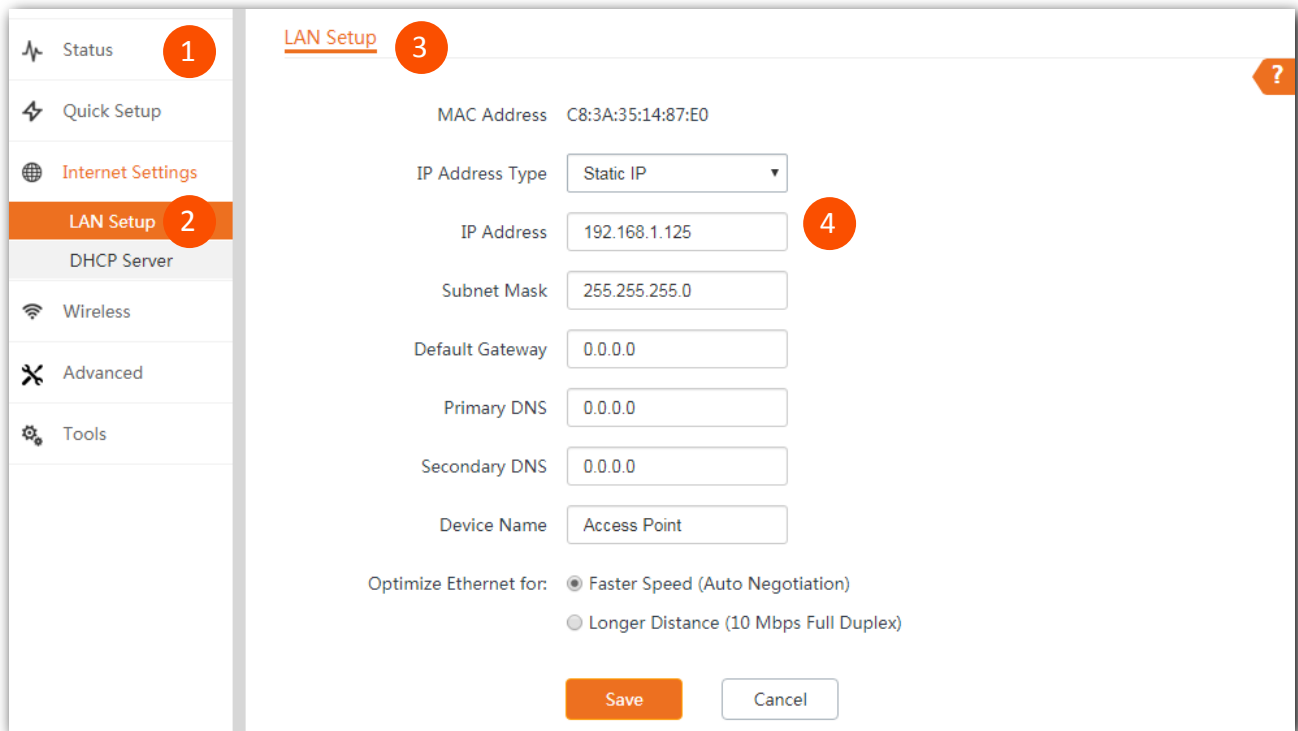 Status 1
Quick Setup
Internet Settings
LAN Setup 2
DHCP Server
Wireless
Advanced
Tools
LAN Setup 3
?
MAC Address C8:3A:35:14:87:E0
IP Address Type Static IP
IP Address 192.168.1.125 4
Subnet Mask 255.255.255.0
Default Gateway 0.0.0.0
Primary DNS 0.0.0.0
Secondary DNS 0.0.0.0
Device Name Access Point
Optimize Ethernet for: Faster Speed (Auto Negotiation)
Longer Distance (10 Mbps Full Duplex)
Save Cancel